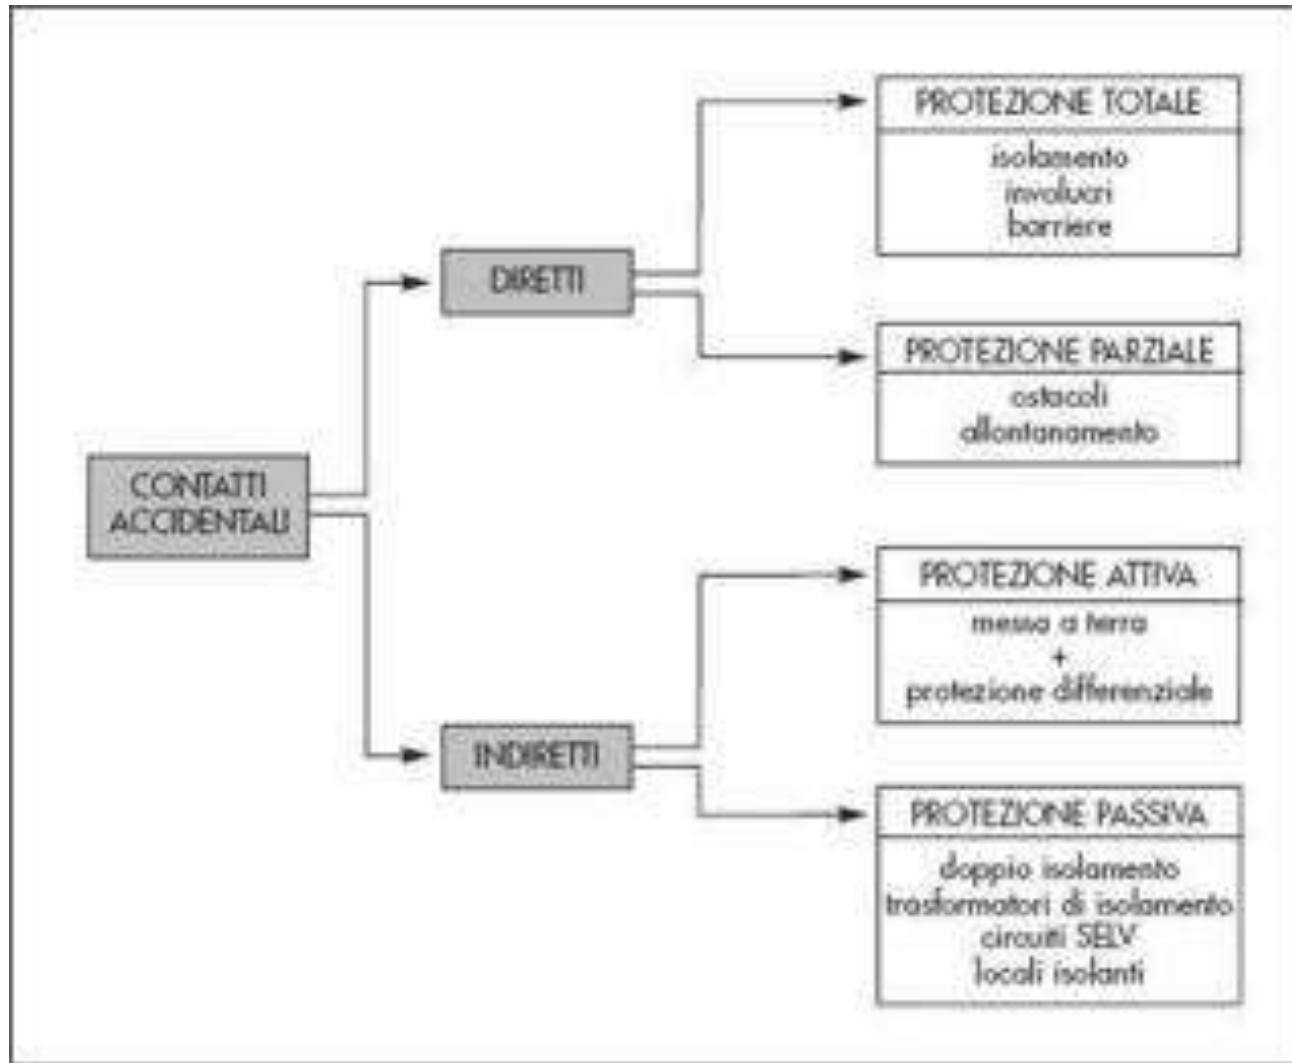 CONTATTI
ACCIDENTALI
DIRETTI
PROTEZIONE TOTALE
isolamento
involucri
barriere
PROTEZIONE PARZIALE
ostacoli
allontanamento
INDIRETTI
PROTEZIONE ATTIVA
messa a terra
+
protezione differenziale
PROTEZIONE PASSIVA
doppio isolamento
trasformatori di isolamento
circuiti SELV
locali isolanti